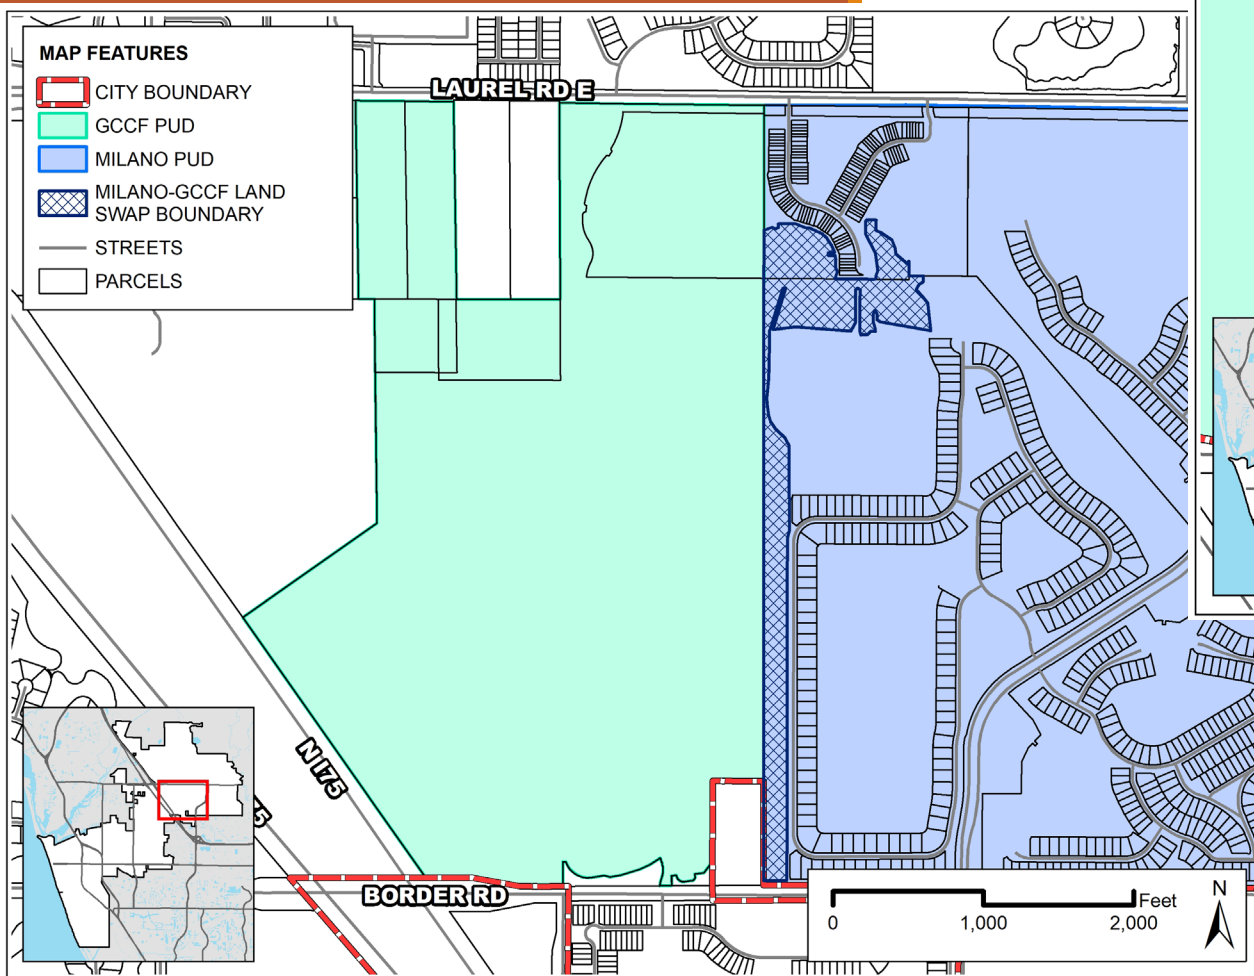 LAUREL RD E
MAP FEATURES
CITY BOUNDARY
GCCF PUD
MILANO PUD
MILANO-GCCF LAND
SWAP BOUNDARY
STREETS
PARCELS
N I75
75
BORDER RD
Feet
0
1,000
2,000
N